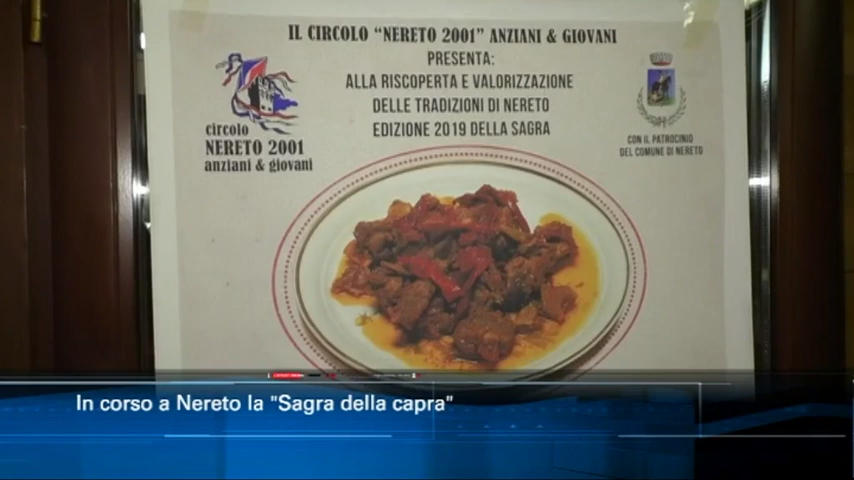 IL CIRCOLO “NERETO 2001” ANZIANI & GIOVANI
PRESENTA:
ALLA RISCOPERTA E VALORIZZAZIONE
DELLE TRADIZIONI DI NERETO
EDIZIONE 2019 DELLA SAGRA
circolo
NERETO 2001
anziani & giovani
CON IL PATROCINIO
DEL COMUNE DI NERETO
In corso a Nereto la "Sagra della capra"